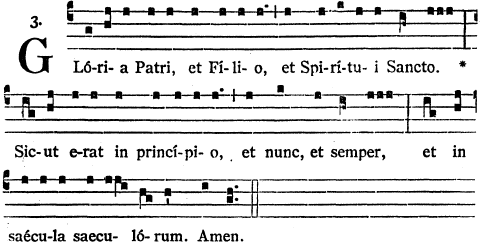 3.
G Ló-ri- a Patri, et Fí-li- o, et Spi-rí-tu- i Sancto. *
Sic-ut e-rat in princí-pi- o, et nunc, et semper, et in
saécu-la saecu- ló-rum. Amen.